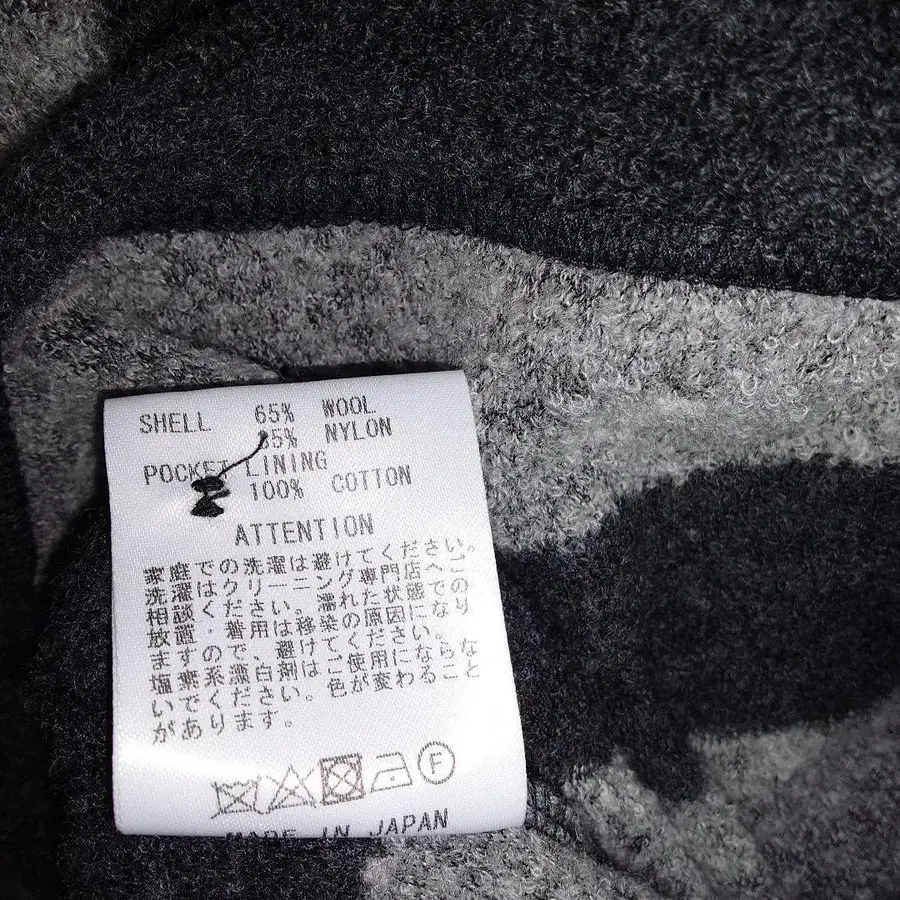 SHELL 65% WOOL
35% NYLON
POCKET LINING
100% COTTON
ATTENTION
家庭での洗濯は避けてください。
洗濯はクリーニング専門店へご
相談ください。濡れた状態での
放置・着用は移染の原因になり
ますので、避けてください。
塩素系漂白剤はご使用にならな
いでください。色が変わること
があります。
F
MADE IN JAPAN